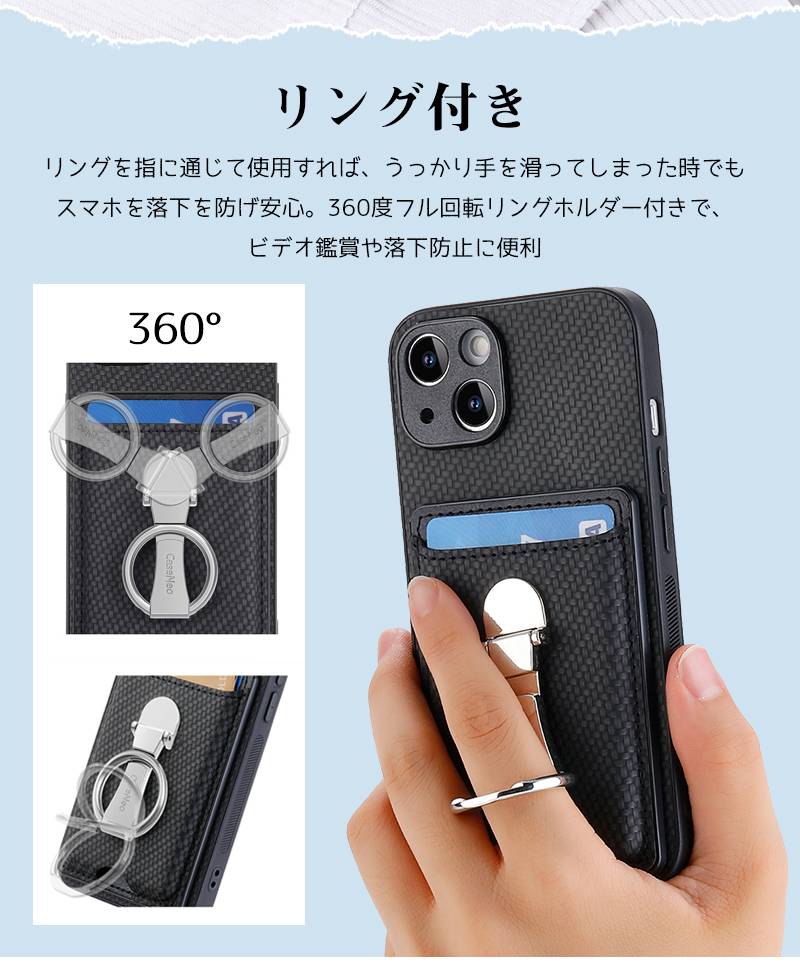 リング付き
リングを指に通じて使用すれば、うっかり手を滑ってしまった時でも
スマホを落下を防げ安心。360度フル回転リングホルダー付きで、
ビデオ鑑賞や落下防止に便利
360°
CaseNeo
CaseNeo